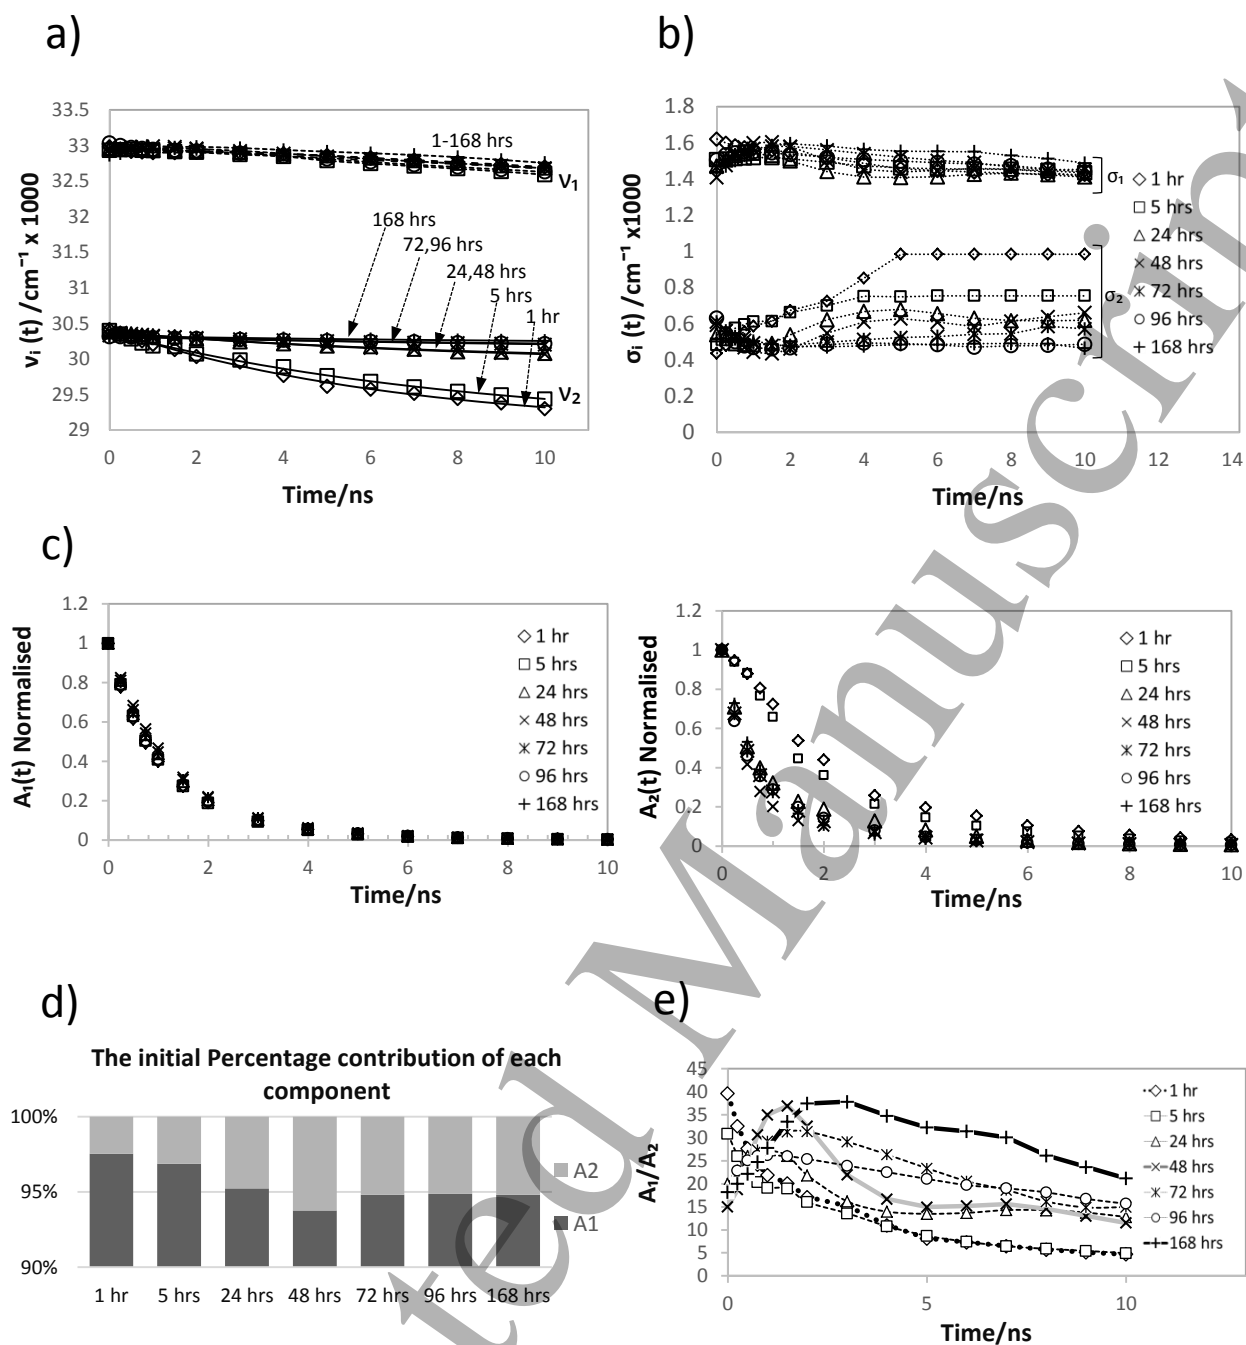 a)
ν₁ (t) /cm⁻¹ x 1000
33.5
33
32.5
32
31.5
31
30.5
30
29.5
29
0
2
4
6
8
10
Time/ns
1-168 hrs
ν₁
168 hrs
72,96 hrs
24,48 hrs
5 hrs
1 hr
ν₂
b)
σᵢ (t) /cm⁻¹ x1000
1.8
1.6
1.4
1.2
1
0.8
0.6
0.4
0.2
0
0
2
4
6
8
10
12
14
Time/ns
σ₁
σ₂
1 hr
5 hrs
24 hrs
48 hrs
72 hrs
96 hrs
168 hrs
c)
A₁(t) Normalised
1.2
1
0.8
0.6
0.4
0.2
0
0
2
4
6
8
10
Time/ns
1 hr
5 hrs
24 hrs
48 hrs
72 hrs
96 hrs
168 hrs
A₂(t) Normalised
1.2
1
0.8
0.6
0.4
0.2
0
0
2
4
6
8
10
Time/ns
1 hr
5 hrs
24 hrs
48 hrs
72 hrs
96 hrs
168 hrs
d)
The initial Percentage contribution of each
component
100%
95%
90%
1 hr
5 hrs
24 hrs
48 hrs
72 hrs
96 hrs
168 hrs
A2
A1
e)
A₁/A₂
45
40
35
30
25
20
15
10
5
0
0
5
10
Time/ns
1 hr
5 hrs
24 hrs
48 hrs
72 hrs
96 hrs
168 hrs
ted Manuscrip